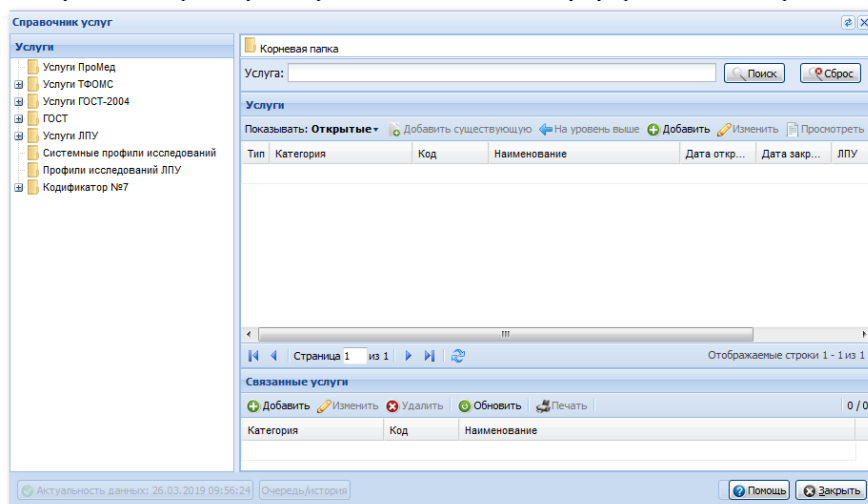 Справочник услуг
Услуги
Услуги ПроМед
Услуги ТФОМС
Услуги ГОСТ-2004
ГОСТ
Услуги ЛПУ
Системные профили исследований
Профили исследований ЛПУ
Кодификатор №7
Корневая папка
Услуга: Поиск Сброс
Услуги
Показывать: Открытые Добавить существующую На уровень выше Добавить Изменить Просмотреть
Тип Категория Код Наименование Дата откр... Дата закр... ЛПУ
Страница 1 из 1 Отображаемые строки 1 - 1 из 1
Связанные услуги
Добавить Изменить Удалить Обновить Печать 0 / 0
Категория Код Наименование
Актуальность данных: 26.03.2019 09:56:24 Очередь/история Помощь Закрыть